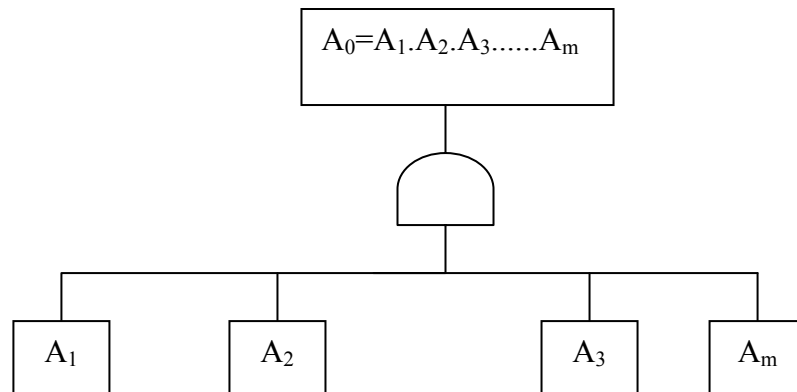 A₀=A₁.A₂.A₃......Aₘ
A₁
A₂
A₃
Aₘ